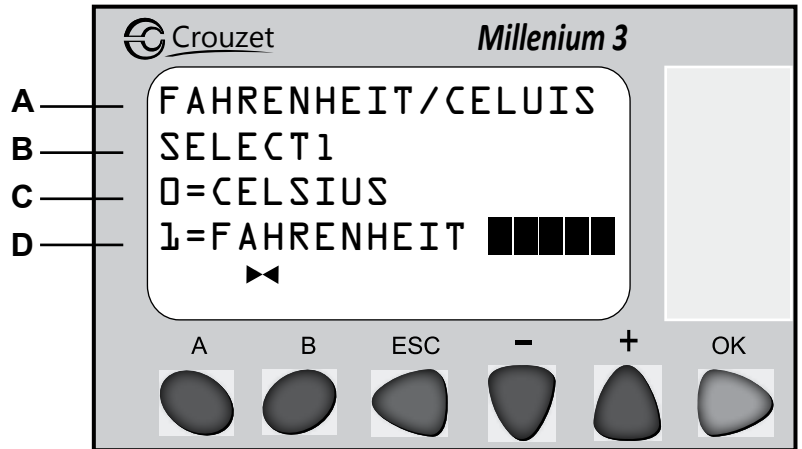 Crouzet Millenium 3
A FAHRENHEIT/CELUIS
B SELECT1
C 0=CELSIUS
D 1=FAHRENHEIT
A B ESC - + OK